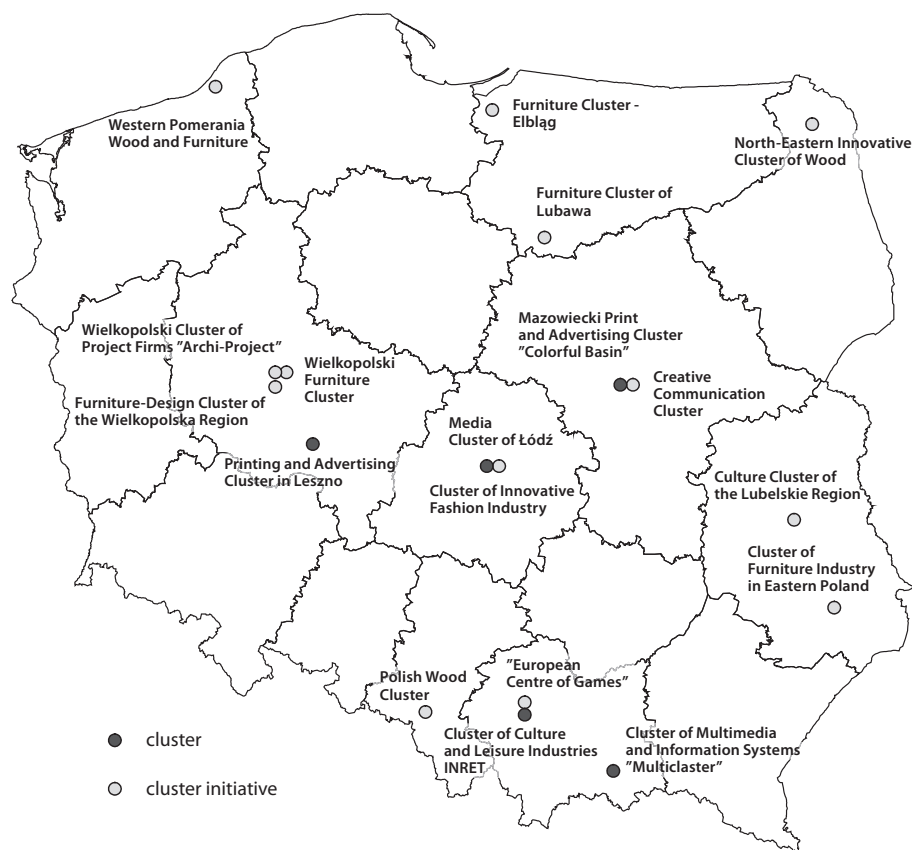 Western Pomerania
Wood and Furniture
Furniture Cluster -
Elbląg
North-Eastern Innovative
Cluster of Wood
Furniture Cluster of
Lubawa
Mazowiecki Print
and Advertising Cluster
"Colorful Basin"
Wielkopolski Cluster of
Project Firms "Archi-Project"
Wielkopolski
Furniture
Cluster
Creative
Communication
Cluster
Furniture-Design Cluster of
the Wielkopolska Region
Media
Cluster of Łódź
Printing and Advertising
Cluster in Leszno
Cluster of Innovative
Fashion Industry
Culture Cluster of
the Lubelskie Region
Cluster of
Furniture Industry
in Eastern Poland
"European
Centre of Games"
Polish Wood
Cluster
Cluster of Culture
and Leisure Industries
INRET
Cluster of Multimedia
and Information Systems
"Multiclaster"
cluster
cluster initiative